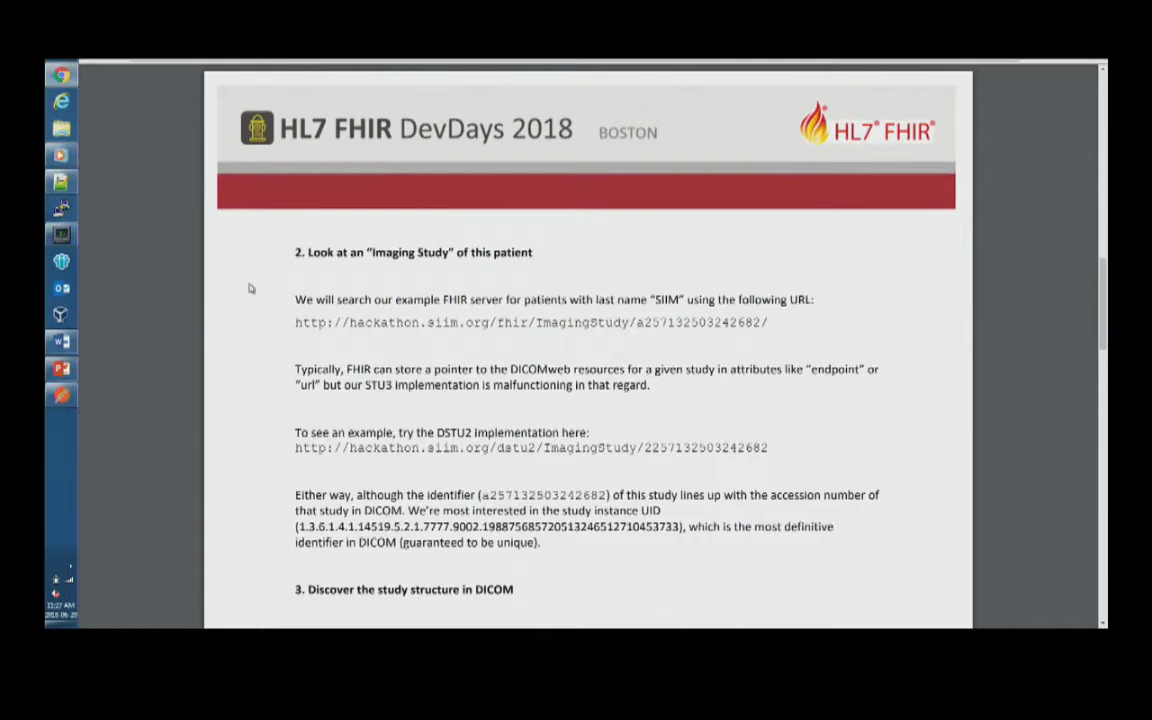 HL7 FHIR DevDays 2018 BOSTON
HL7® FHIR®
2. Look at an “Imaging Study” of this patient
We will search our example FHIR server for patients with last name “SIIM” using the following URL:
http://hackathon.siim.org/fhir/ImagingStudy/a257132503242682/
Typically, FHIR can store a pointer to the DICOMweb resources for a given study in attributes like “endpoint” or
“url” but our STU3 implementation is malfunctioning in that regard.
To see an example, try the DSTU2 implementation here:
http://hackathon.siim.org/dstu2/ImagingStudy/2257132503242682
Either way, although the identifier (a257132503242682) of this study lines up with the accession number of
that study in DICOM. We’re most interested in the study instance UID
(1.3.6.1.4.1.14519.5.2.1.7777.9002.198875685720513246512710453733), which is the most definitive
identifier in DICOM (guaranteed to be unique).
3. Discover the study structure in DICOM
11:27 AM